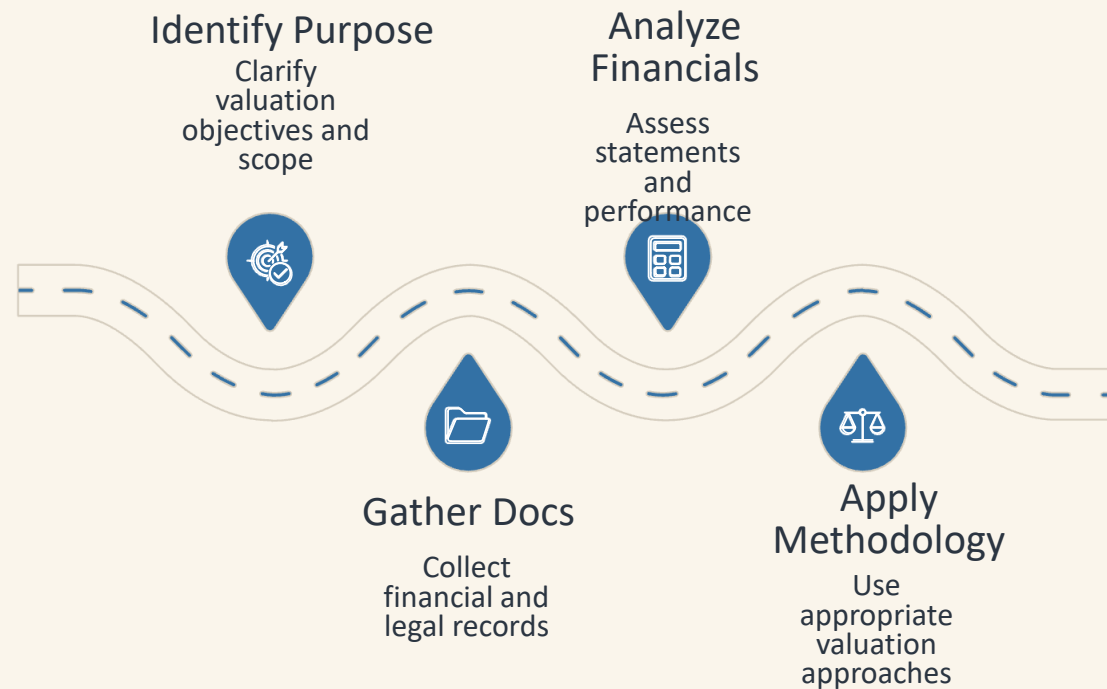 Identify Purpose
Clarify
valuation
objectives and
scope
Gather Docs
Collect
financial and
legal records
Analyze
Financials
Assess
statements
and
performance
Apply
Methodology
Use
appropriate
valuation
approaches